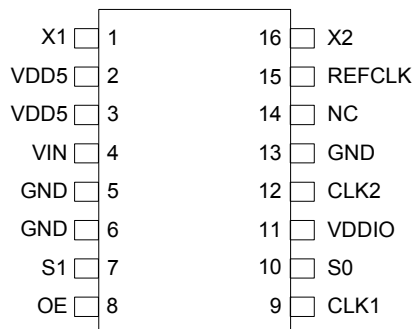 X1 1 16 X2
VDD5 2 15 REFCLK
VDD5 3 14 NC
VIN 4 13 GND
GND 5 12 CLK2
GND 6 11 VDDIO
S1 7 10 S0
OE 8 9 CLK1